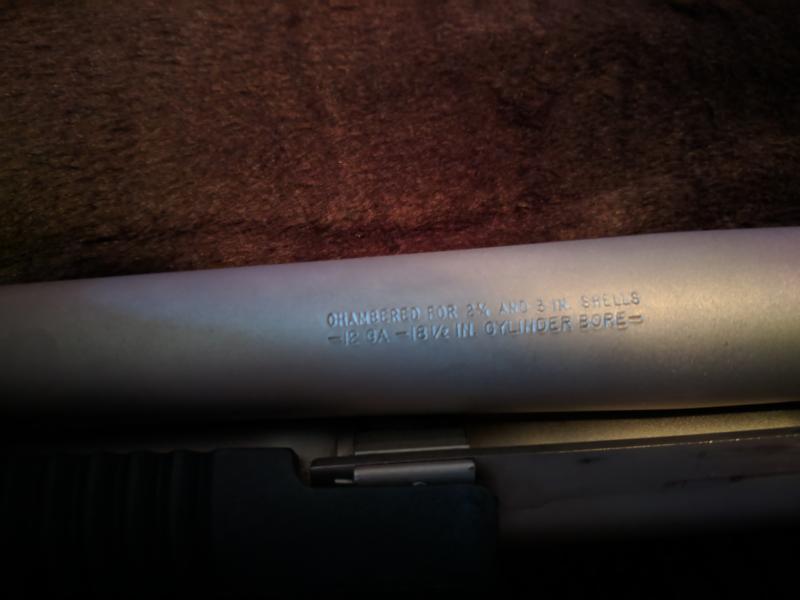 CHAMBERED FOR 2¾ AND 3 IN. SHELLS
-12 GA -18½ IN. CYLINDER BORE-